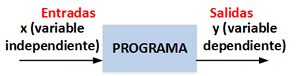 Entradas
x (variable
independiente)
PROGRAMA
Salidas
y (variable
dependiente)